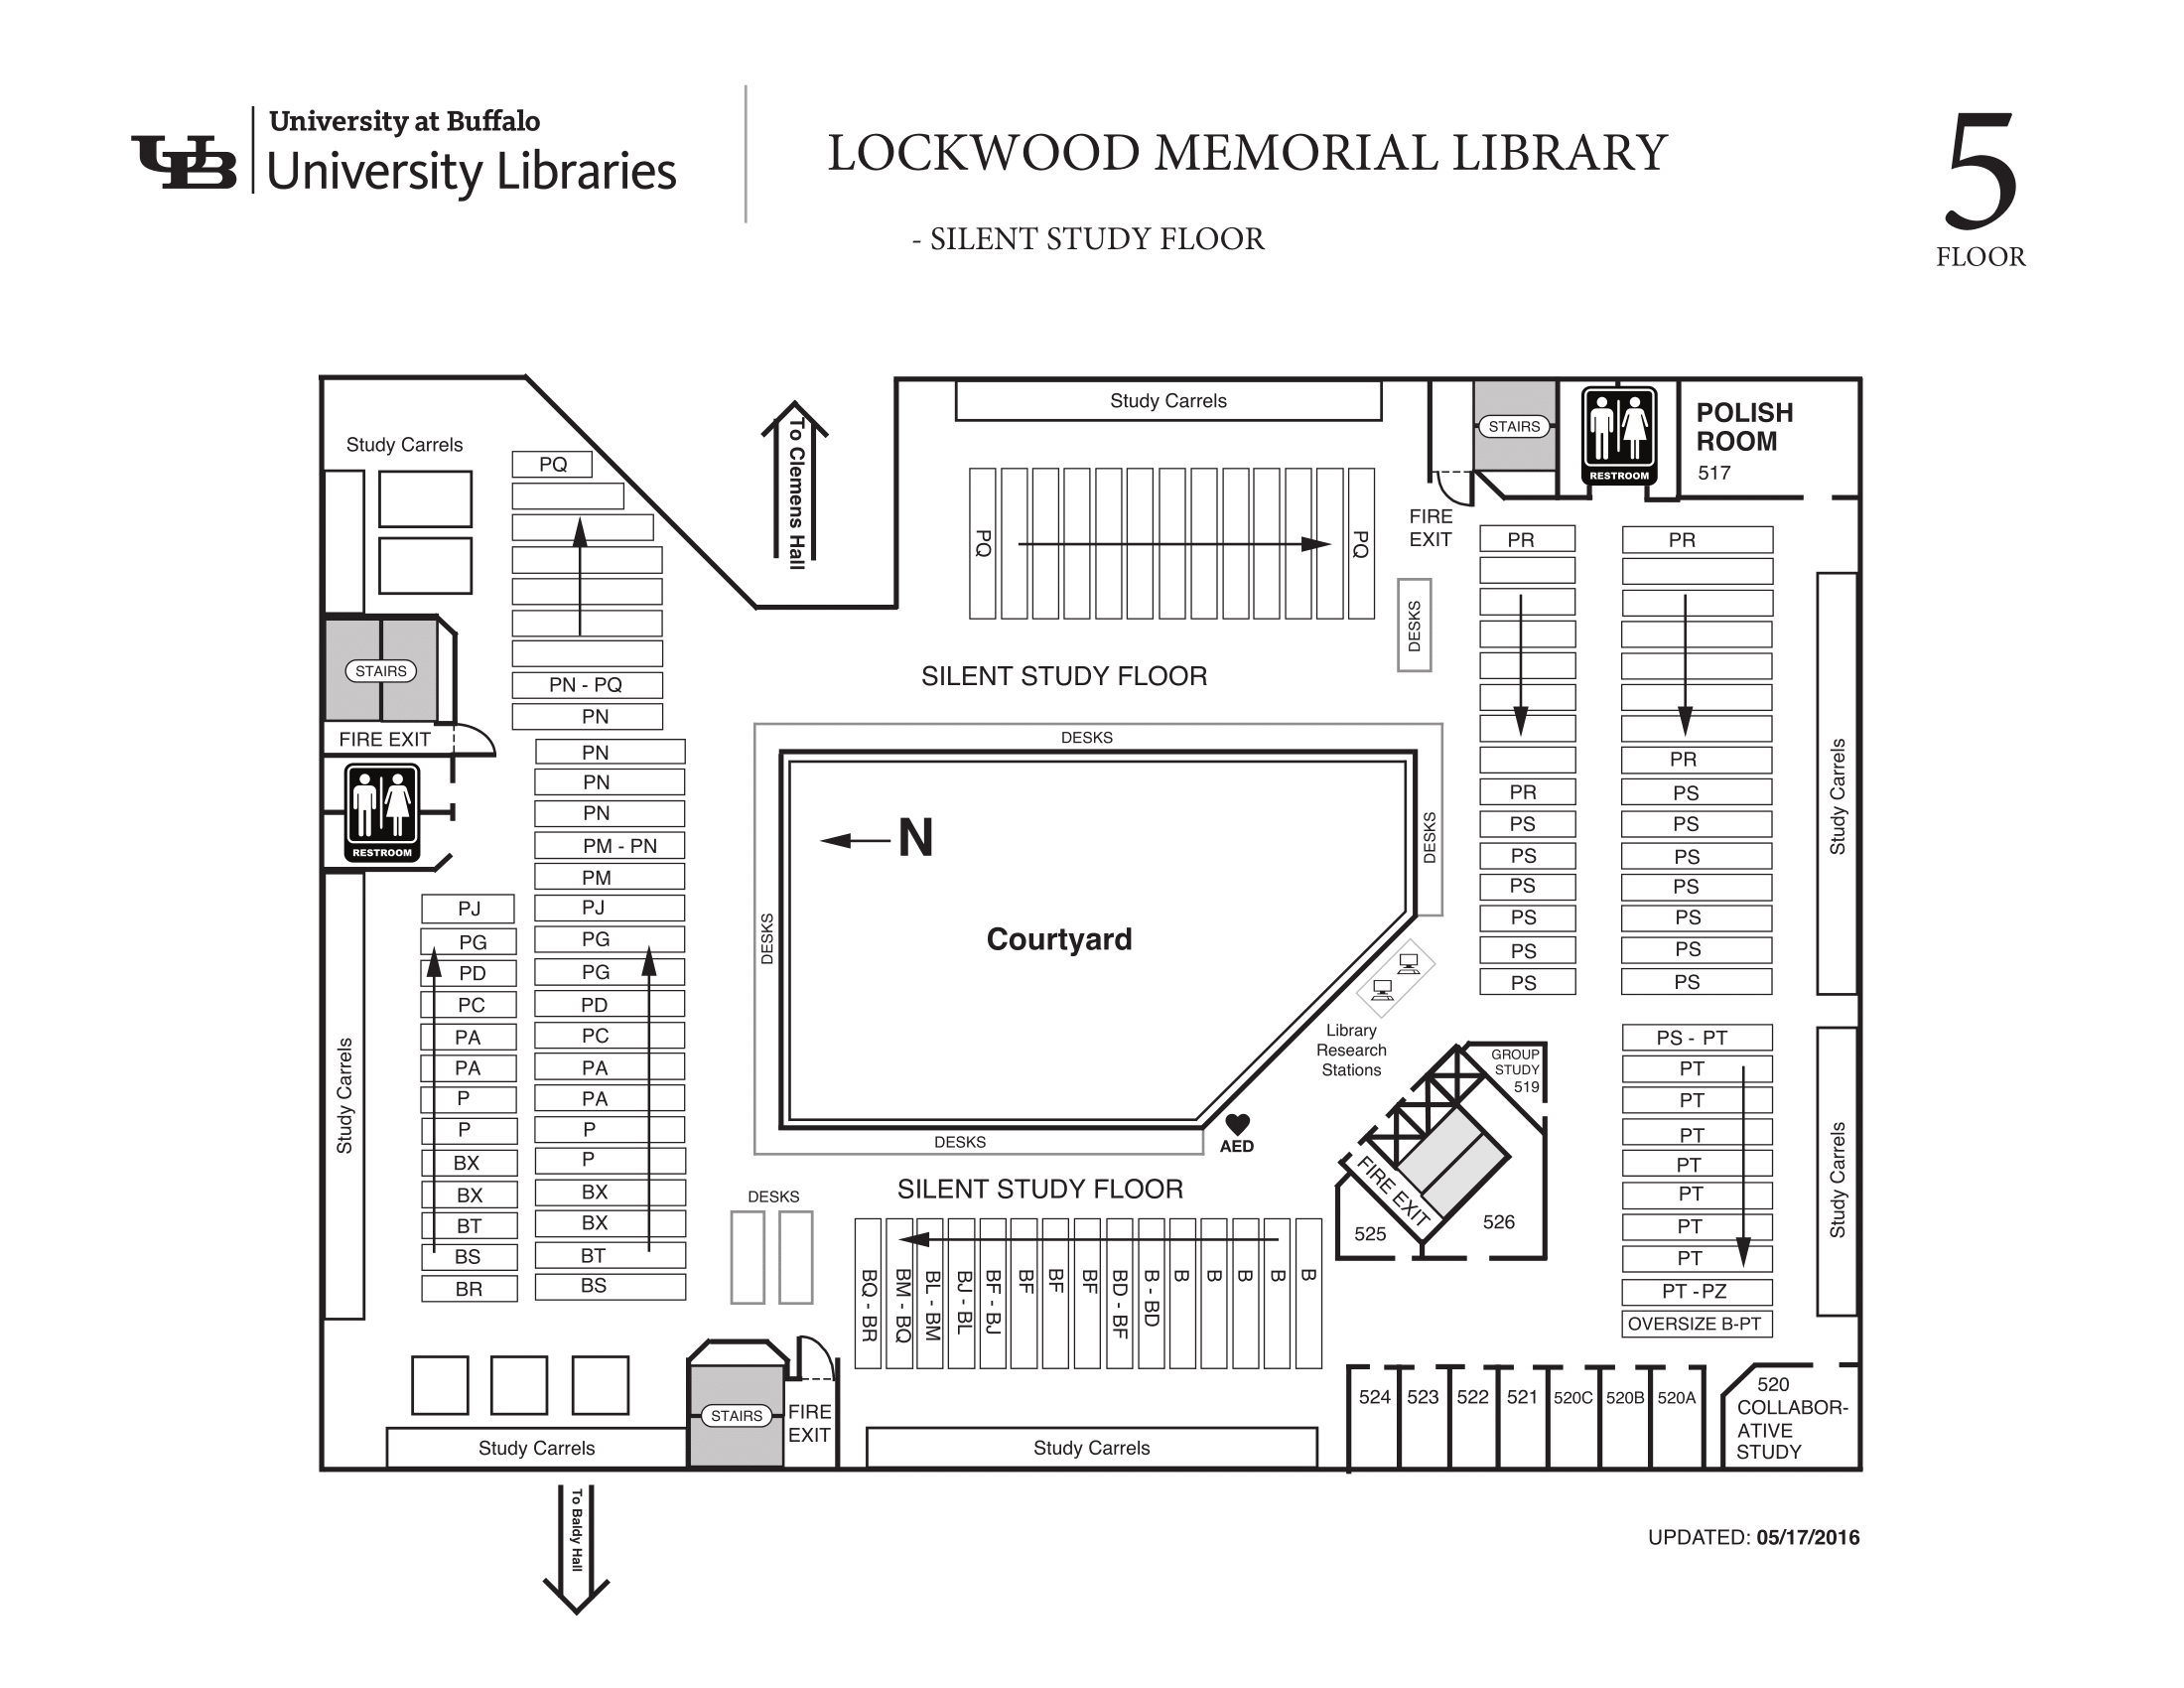 University at Buffalo
University Libraries
LOCKWOOD MEMORIAL LIBRARY
- SILENT STUDY FLOOR
5
FLOOR
Study Carrels
PQ
PN - PQ
PN
PN
PN
PN
PM - PN
PM
PJ
PG
PG
PD
PC
PA
PA
P
P
BX
BX
BT
BS
STAIRS
FIRE EXIT
RESTROOM
Study Carrels
PJ
PG
PD
PC
PA
PA
P
P
BX
BX
BT
BS
BR
To Clemens Hall
Study Carrels
PQ
PQ
FIRE
EXIT
STAIRS
RESTROOM
POLISH
ROOM
517
DESKS
SILENT STUDY FLOOR
DESKS
DESKS
DESKS
N
Courtyard
DESKS
Library
Research
Stations
AED
SILENT STUDY FLOOR
DESKS
PR
PR
PS
PS
PS
PS
PS
PS
PR
PR
PS
PS
PS
PS
PS
PS
PS
Study Carrels
PS - PT
PT
PT
PT
PT
PT
PT
PT
PT - PZ
OVERSIZE B-PT
Study Carrels
GROUP
STUDY
519
FIRE EXIT
525
526
BQ - BR
BM - BQ
BL - BM
BJ - BL
BF - BJ
BF
BF
BF
BD - BF
B - BD
B
B
B
B
B
Study Carrels
STAIRS
FIRE
EXIT
Study Carrels
524
523
522
521
520C
520B
520A
520
COLLABOR-
ATIVE
STUDY
To Baldy Hall
UPDATED: 05/17/2016